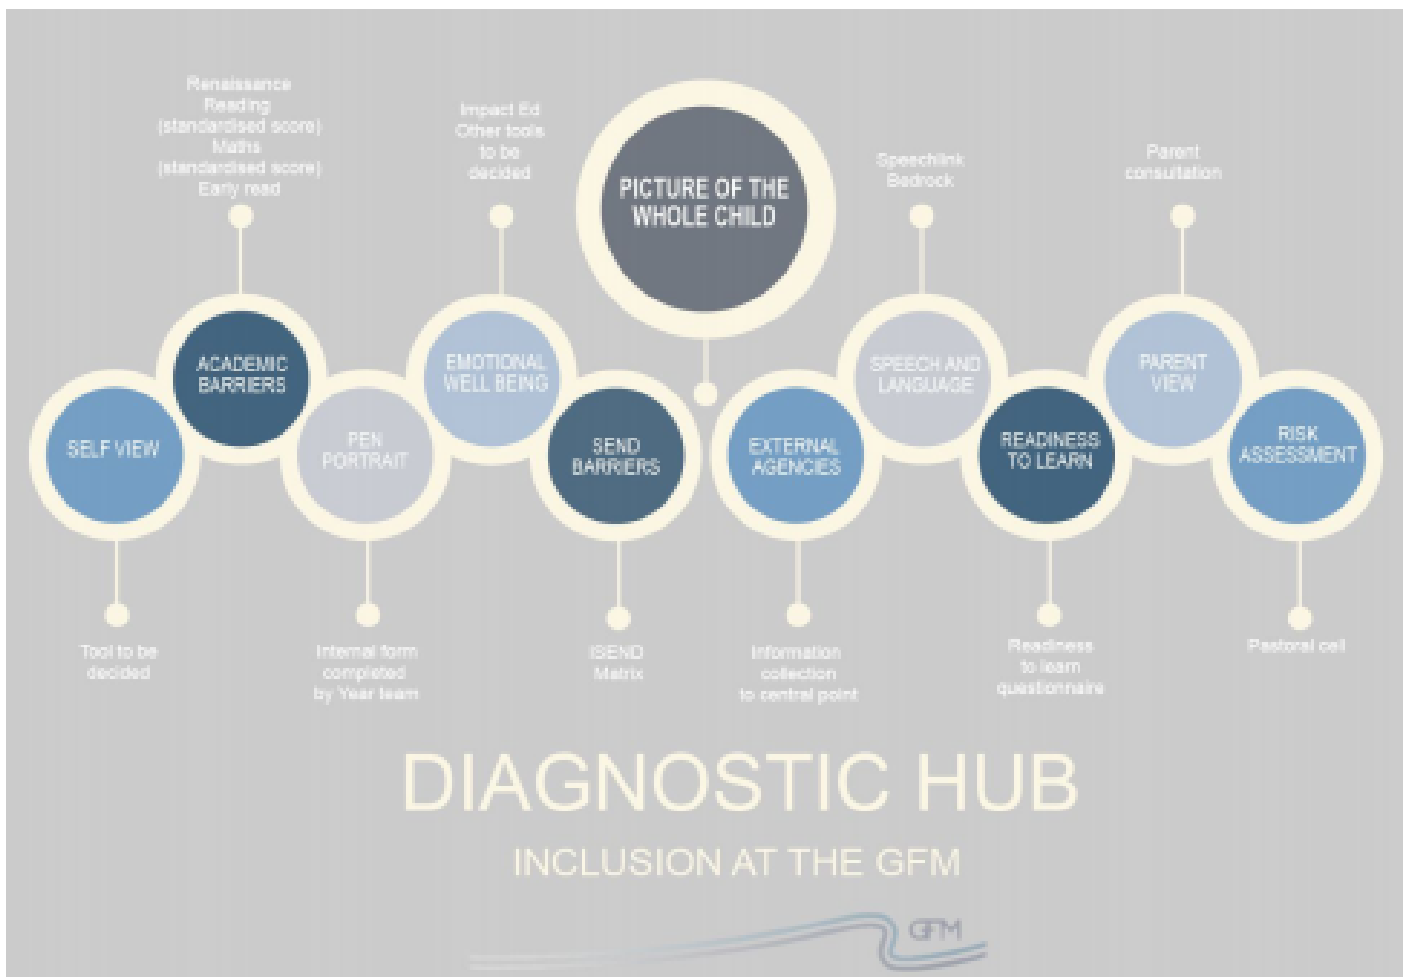 Renaissance
Reading
(standardised score)
Maths
(standardised score)
Early read
Impact Ed
Other tools
to be
decided
PICTURE OF THE
WHOLE CHILD
Speechlink
Bedrock
Parent
consultation
SELF VIEW
ACADEMIC
BARRIERS
PEN
PORTRAIT
EMOTIONAL
WELL BEING
SEND
BARRIERS
EXTERNAL
AGENCIES
SPEECH AND
LANGUAGE
READINESS
TO LEARN
PARENT
VIEW
RISK
ASSESSMENT
Tool to be
decided
Internal form
completed
by Year team
ISEND
Matrix
Information
collection
to central point
Readiness
to learn
questionnaire
Pastoral cell
DIAGNOSTIC HUB
INCLUSION AT THE GFM
GFM